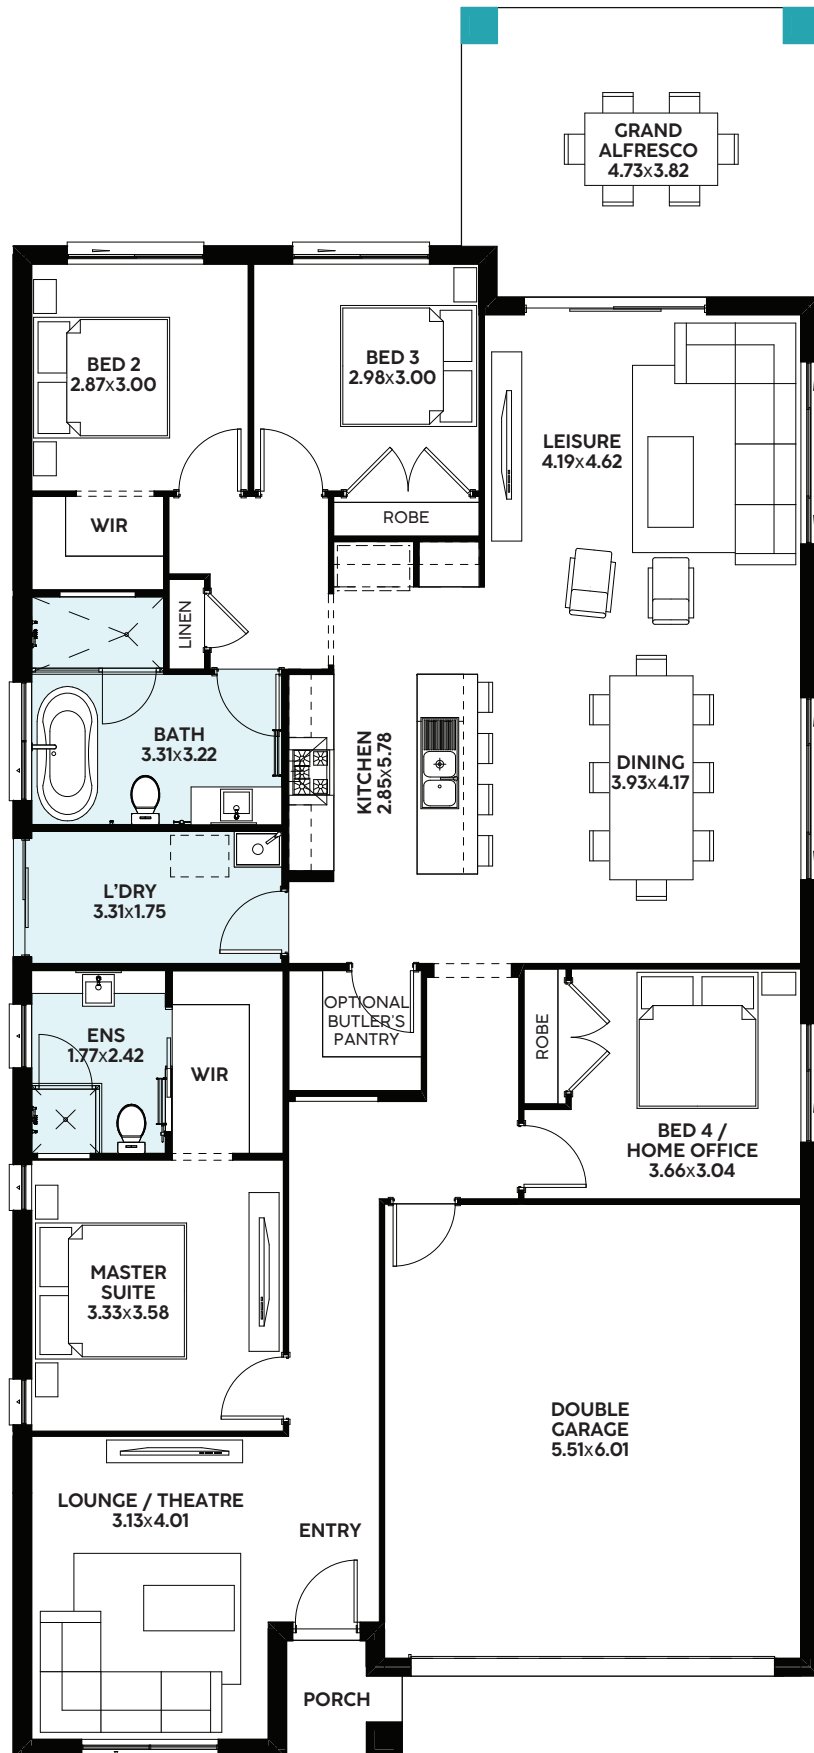 GRAND
ALFRESCO
4.73x3.82
BED 2
2.87x3.00
BED 3
2.98x3.00
LEISURE
4.19x4.62
WIR
ROBE
LINEN
BATH
3.31x3.22
KITCHEN
2.85x5.78
DINING
3.93x4.17
L'DRY
3.31x1.75
ENS
1.77x2.42
WIR
OPTIONAL
BUTLER'S
PANTRY
ROBE
BED 4 /
HOME OFFICE
3.66x3.04
MASTER
SUITE
3.33x3.58
DOUBLE
GARAGE
5.51x6.01
LOUNGE / THEATRE
3.13x4.01
ENTRY
PORCH